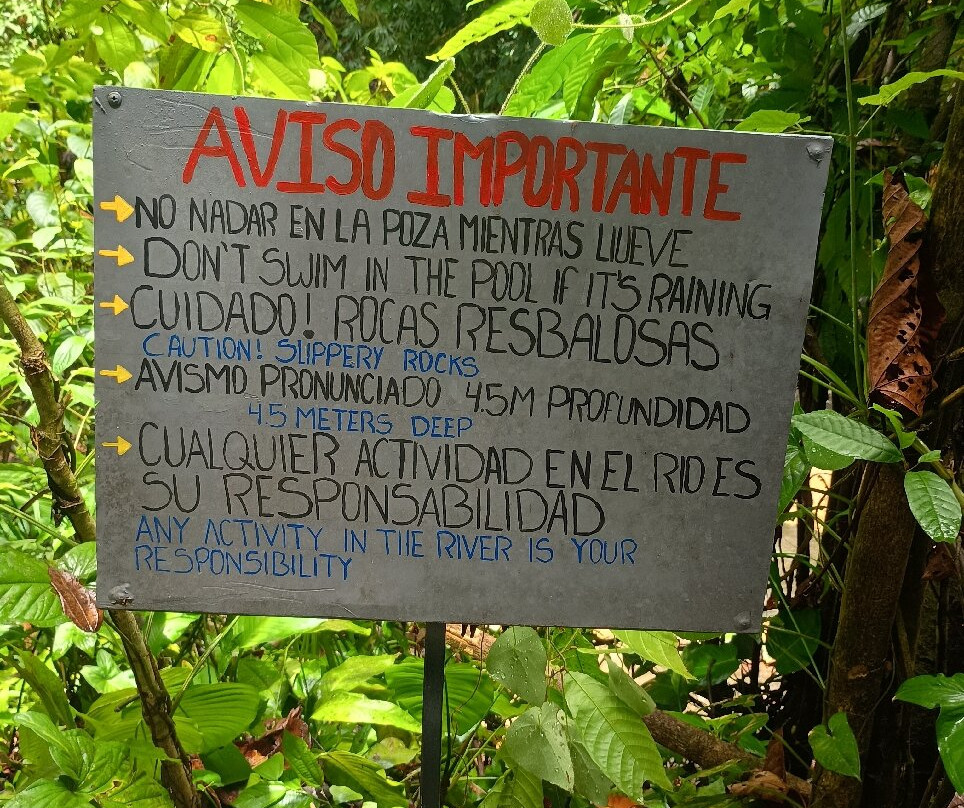 AVISO IMPORTANTE
NO NADAR EN LA POZA MIENTRAS LLUEVE
DON'T SWIM IN THE POOL IF IT'S RAINING
CUIDADO! ROCAS RESBALOSAS
CAUTION! SLIPPERY ROCKS
AVISMO PRONUNCIADO 4.5M PROFUNDIDAD
4.5 METERS DEEP
CUALQUIER ACTIVIDAD EN EL RIO ES
SU RESPONSABILIDAD
ANY ACTIVITY IN THE RIVER IS YOUR
RESPONSIBILITY